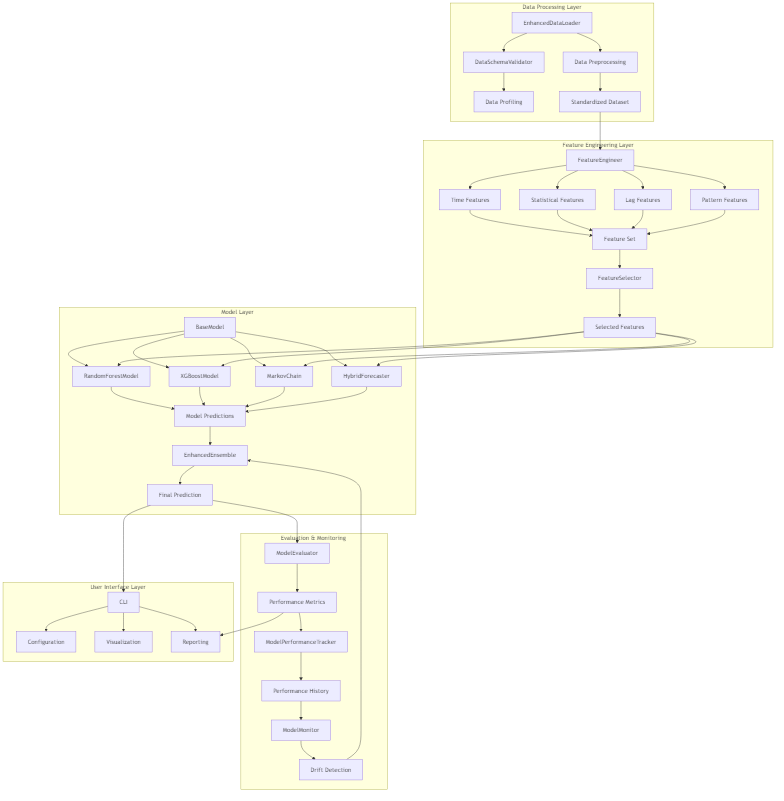 Data Processing Layer
EnhancedDataLoader
DataSchemaValidator
Data Preprocessing
Data Profiling
Standardized Dataset
Feature Engineering Layer
FeatureEngineer
Time Features
Statistical Features
Lag Features
Pattern Features
Feature Set
FeatureSelector
Selected Features
Model Layer
BaseModel
RandomForestModel
XGBoostModel
MarkovChain
HybridForecaster
Model Predictions
EnhancedEnsemble
Final Prediction
Evaluation & Monitoring
ModelEvaluator
Performance Metrics
ModelPerformanceTracker
Performance History
ModelMonitor
Drift Detection
User Interface Layer
CLI
Configuration
Visualization
Reporting